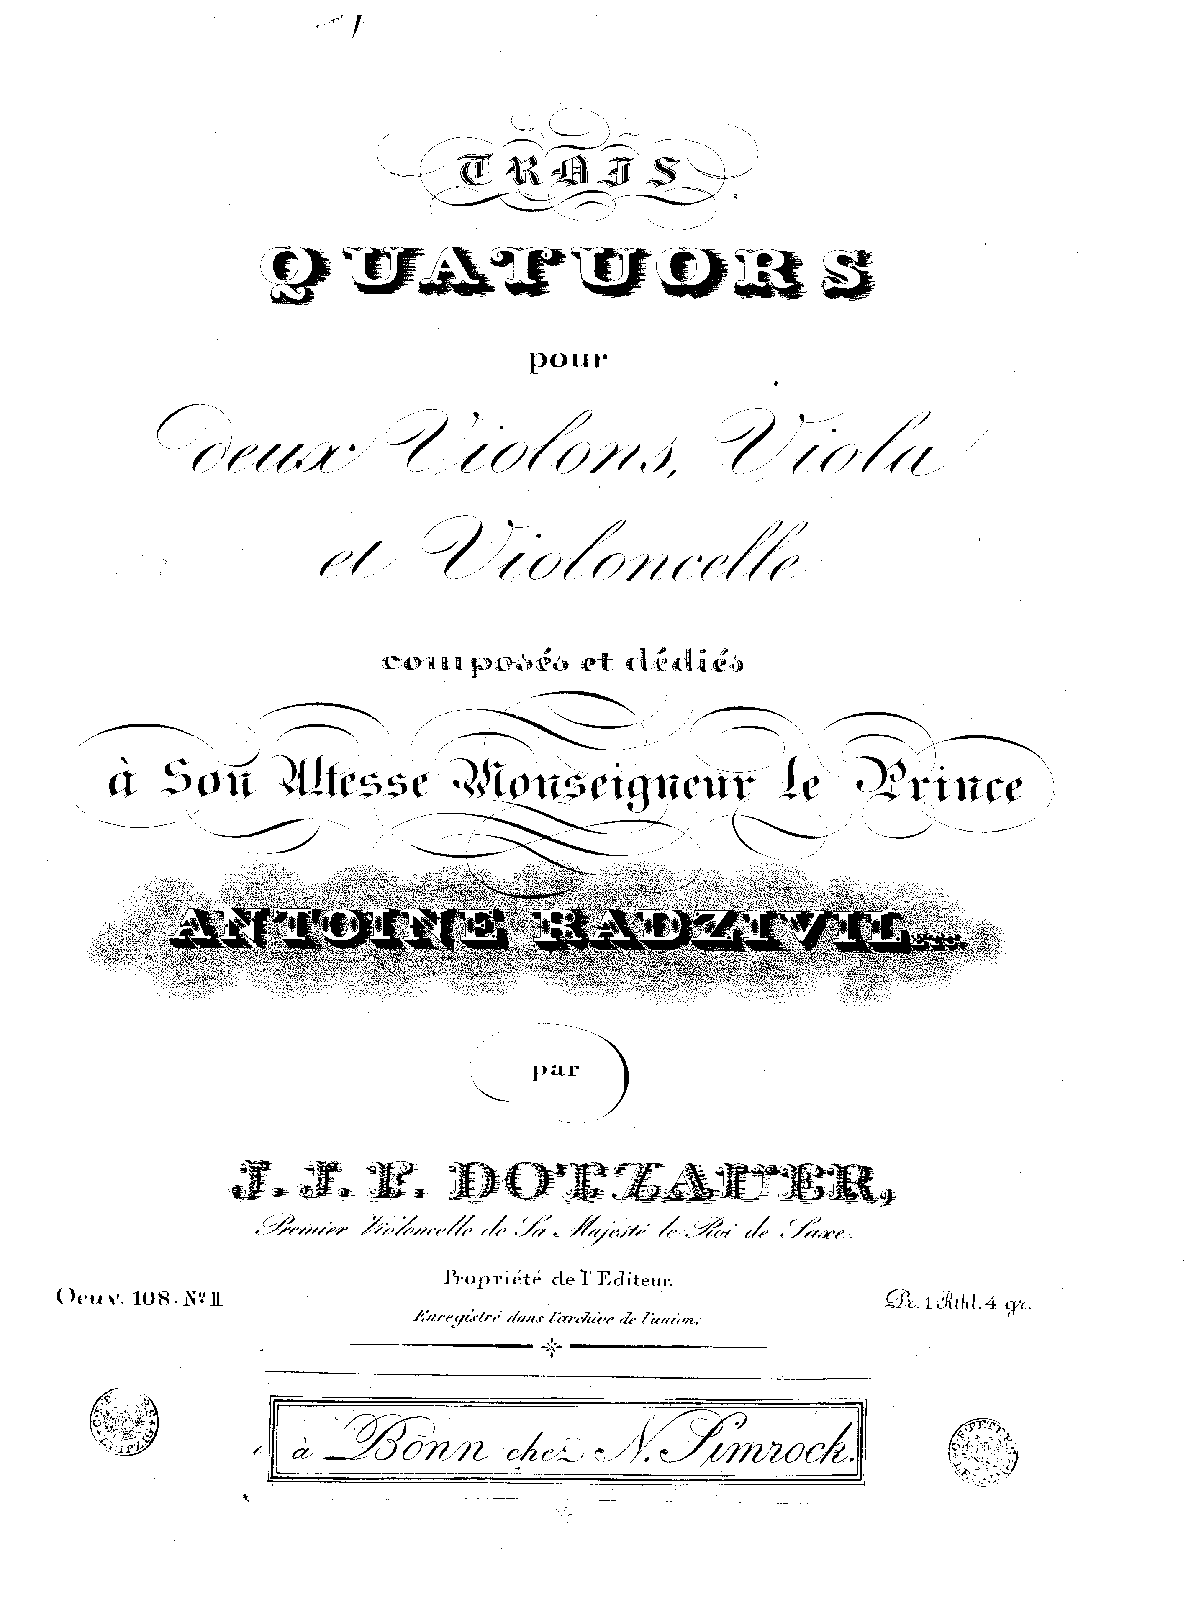 TROIS
QUATUORS
pour
deux Violons, Viola
et Violoncelle
composés et dédiés
à Son Altesse Monseigneur le Prince
ANTOINE RADZIVIL etc.
par
J. J. F. DOTZAUER,
Premier Violoncelle de Sa Majesté le Roi de Saxe.
Propriété de l'Editeur.
Oeuv. 108. No. II
Pr. 1 Rthl. 4 gr.
Enregistré dans l'archive de l'union.
à Bonn chez N. Simrock.